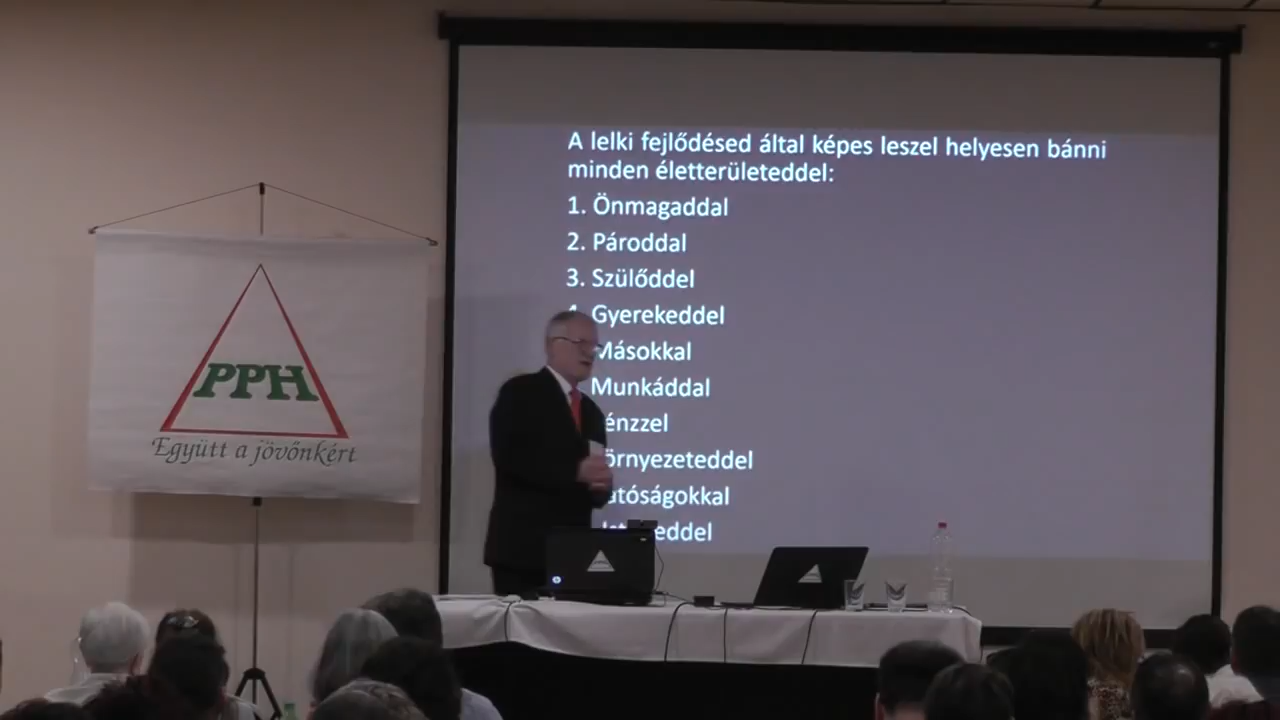 A lelki fejlődésed által képes leszel helyesen bánni
minden életterületeddel:
1. Önmagaddal
2. Pároddal
3. Szülőddel
Gyerekeddel
Másokkal
Munkáddal
énzzel
örnyezeteddel
atóságokkal
eddel
PPH
Együtt a jövőnkért